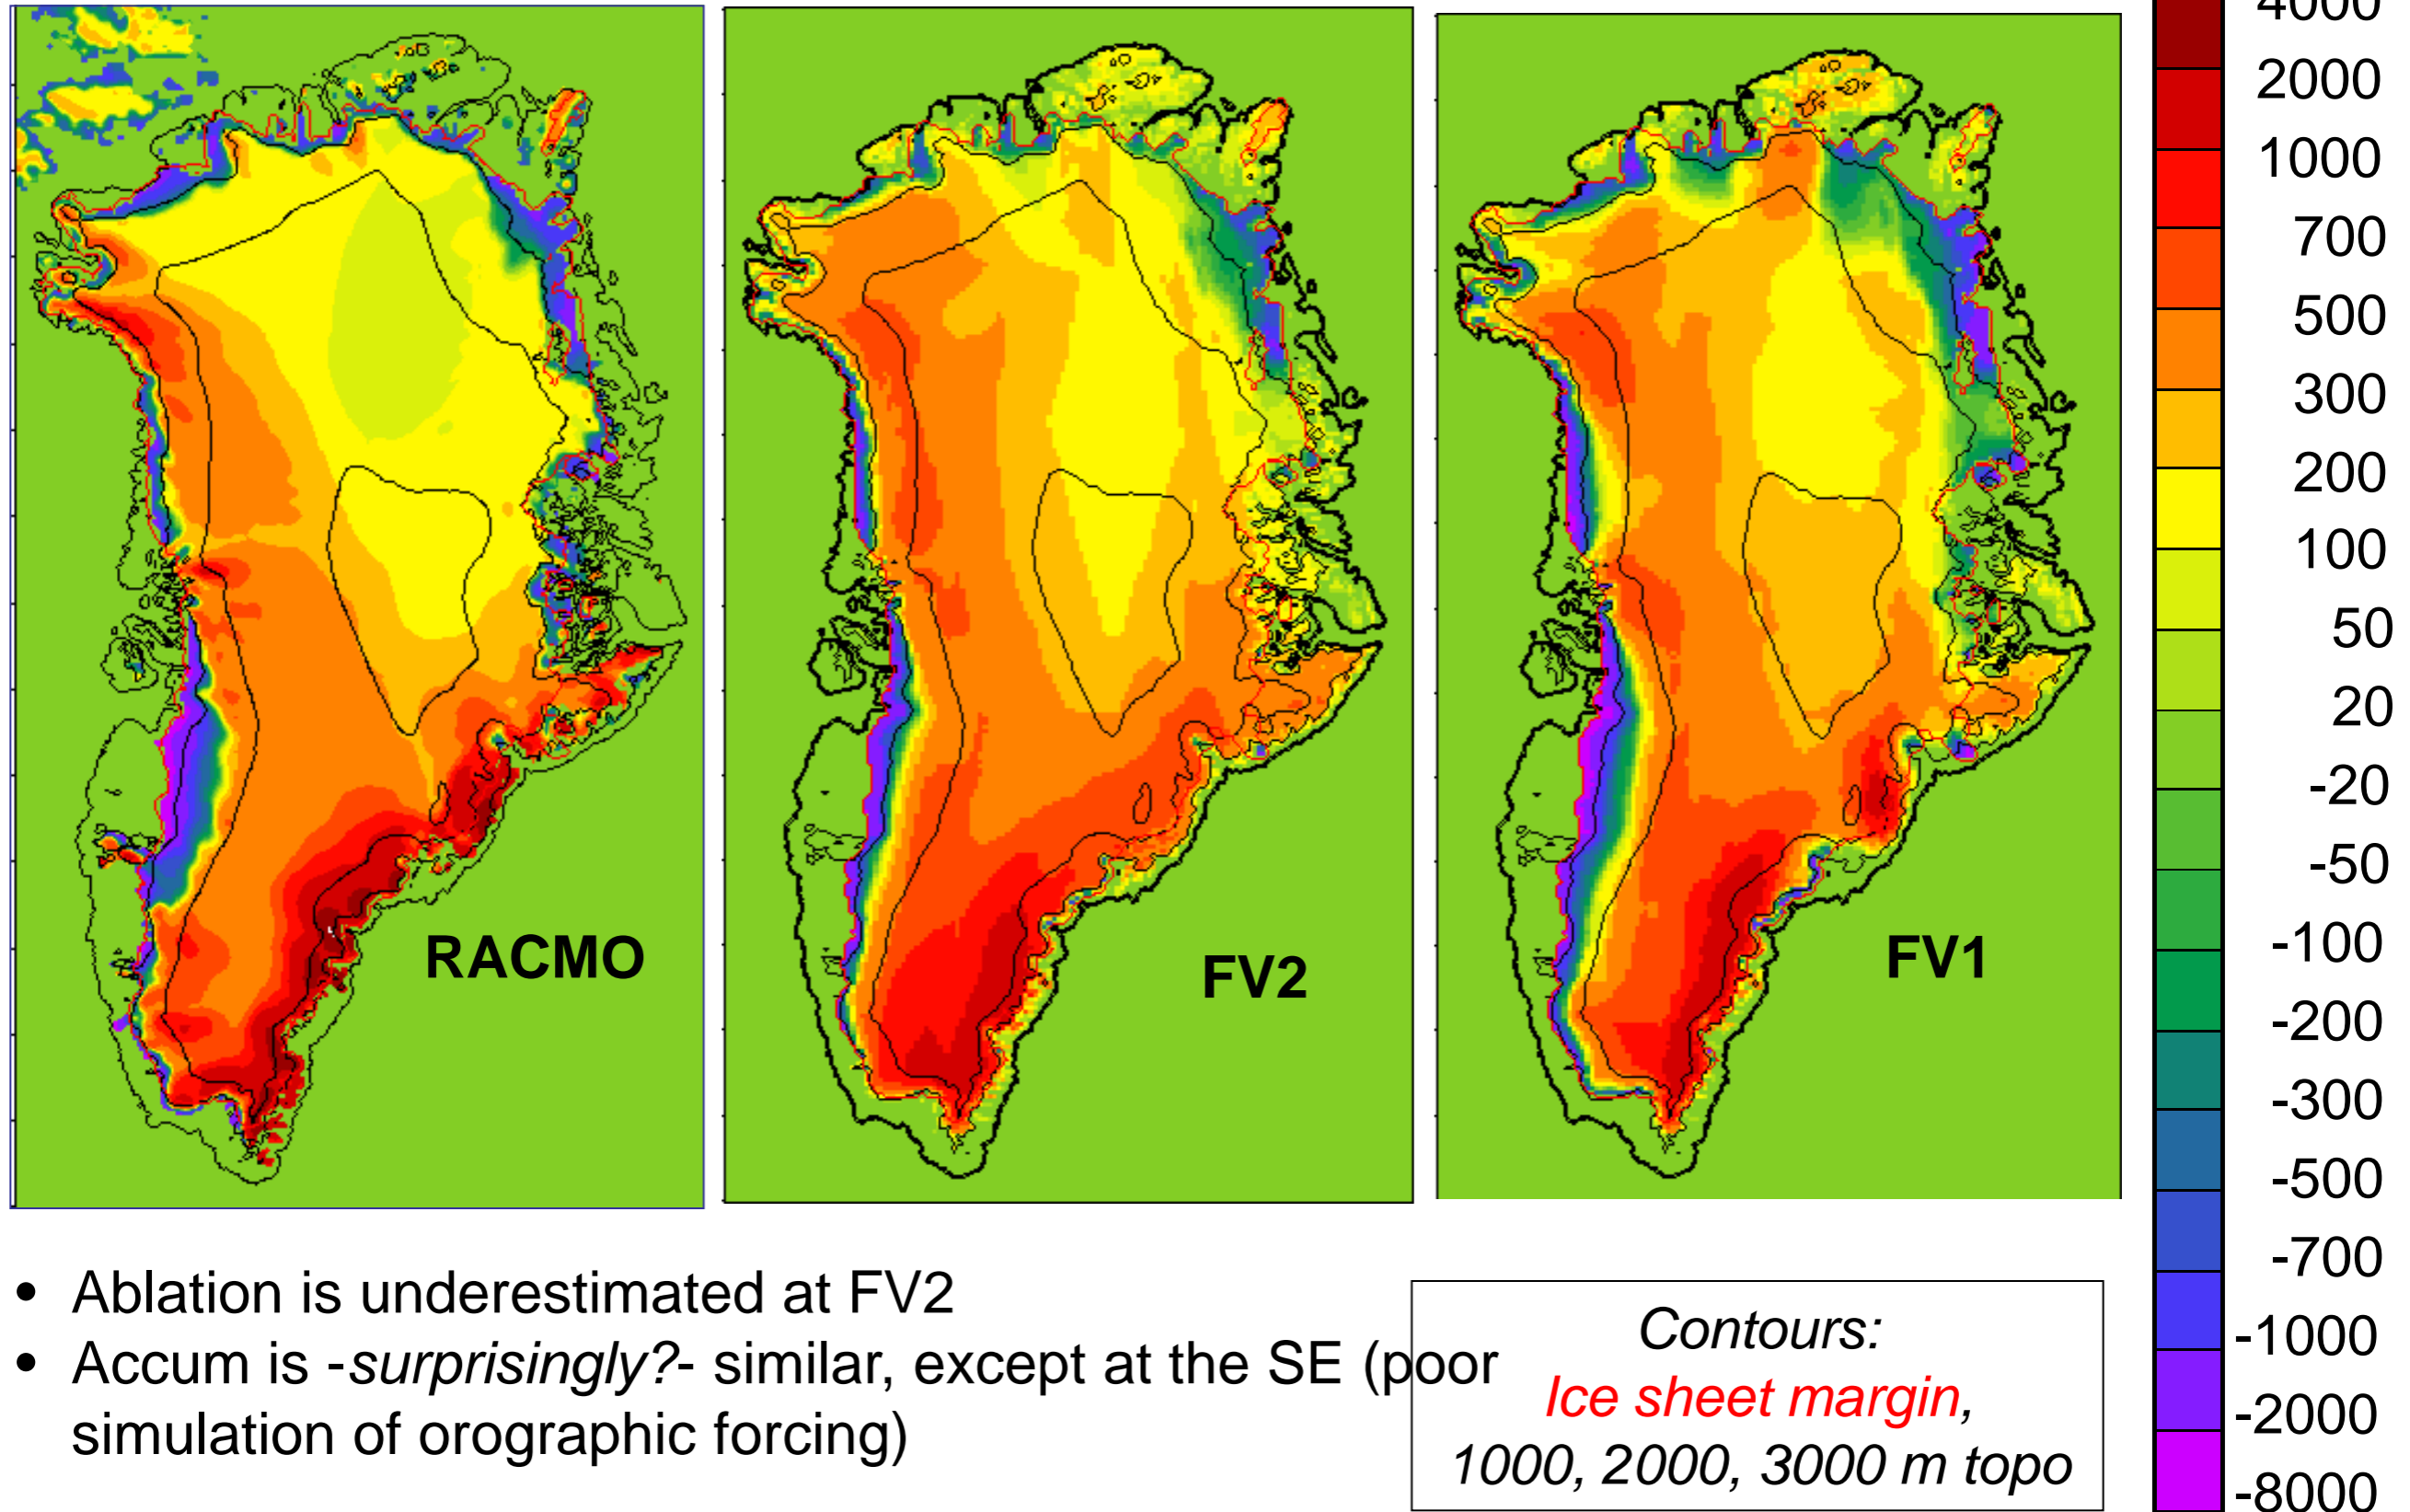 RACMO
FV2
FV1
4000
2000
1000
700
500
300
200
100
50
20
-20
-50
-100
-200
-300
-500
-700
-1000
-2000
-8000
• Ablation is underestimated at FV2
• Accum is -surprisingly?- similar, except at the SE (poor
simulation of orographic forcing)
Contours:
Ice sheet margin,
1000, 2000, 3000 m topo